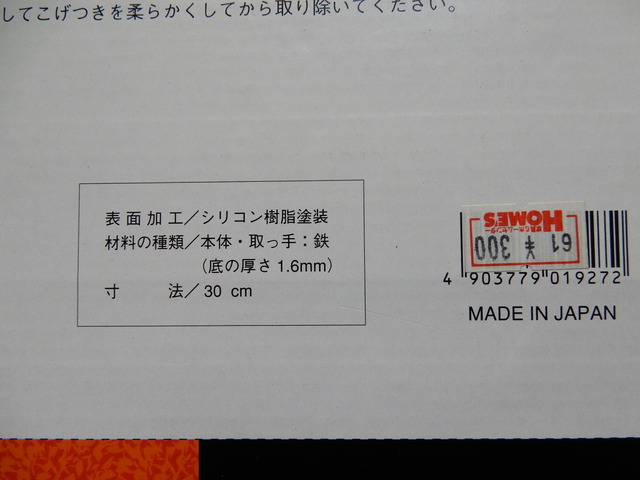 してこげつきを柔らかくしてから取り除いてください。
表面加工／シリコン樹脂塗装
材料の種類／本体・取っ手：鉄
（底の厚さ1.6mm）
寸　法／30 cm
HOME'S
61 ¥300
4 903779 019272
MADE IN JAPAN